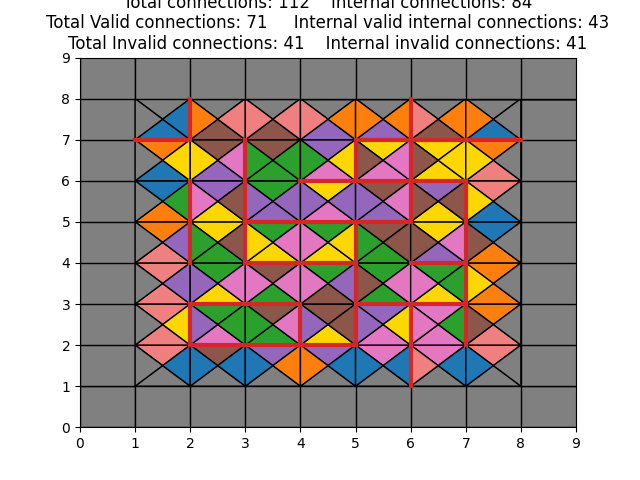 Total connections: 112    Internal connections: 84
Total Valid connections: 71    Internal valid internal connections: 43
Total Invalid connections: 41    Internal invalid connections: 41
9
8
7
6
5
4
3
2
1
0
0 1 2 3 4 5 6 7 8 9